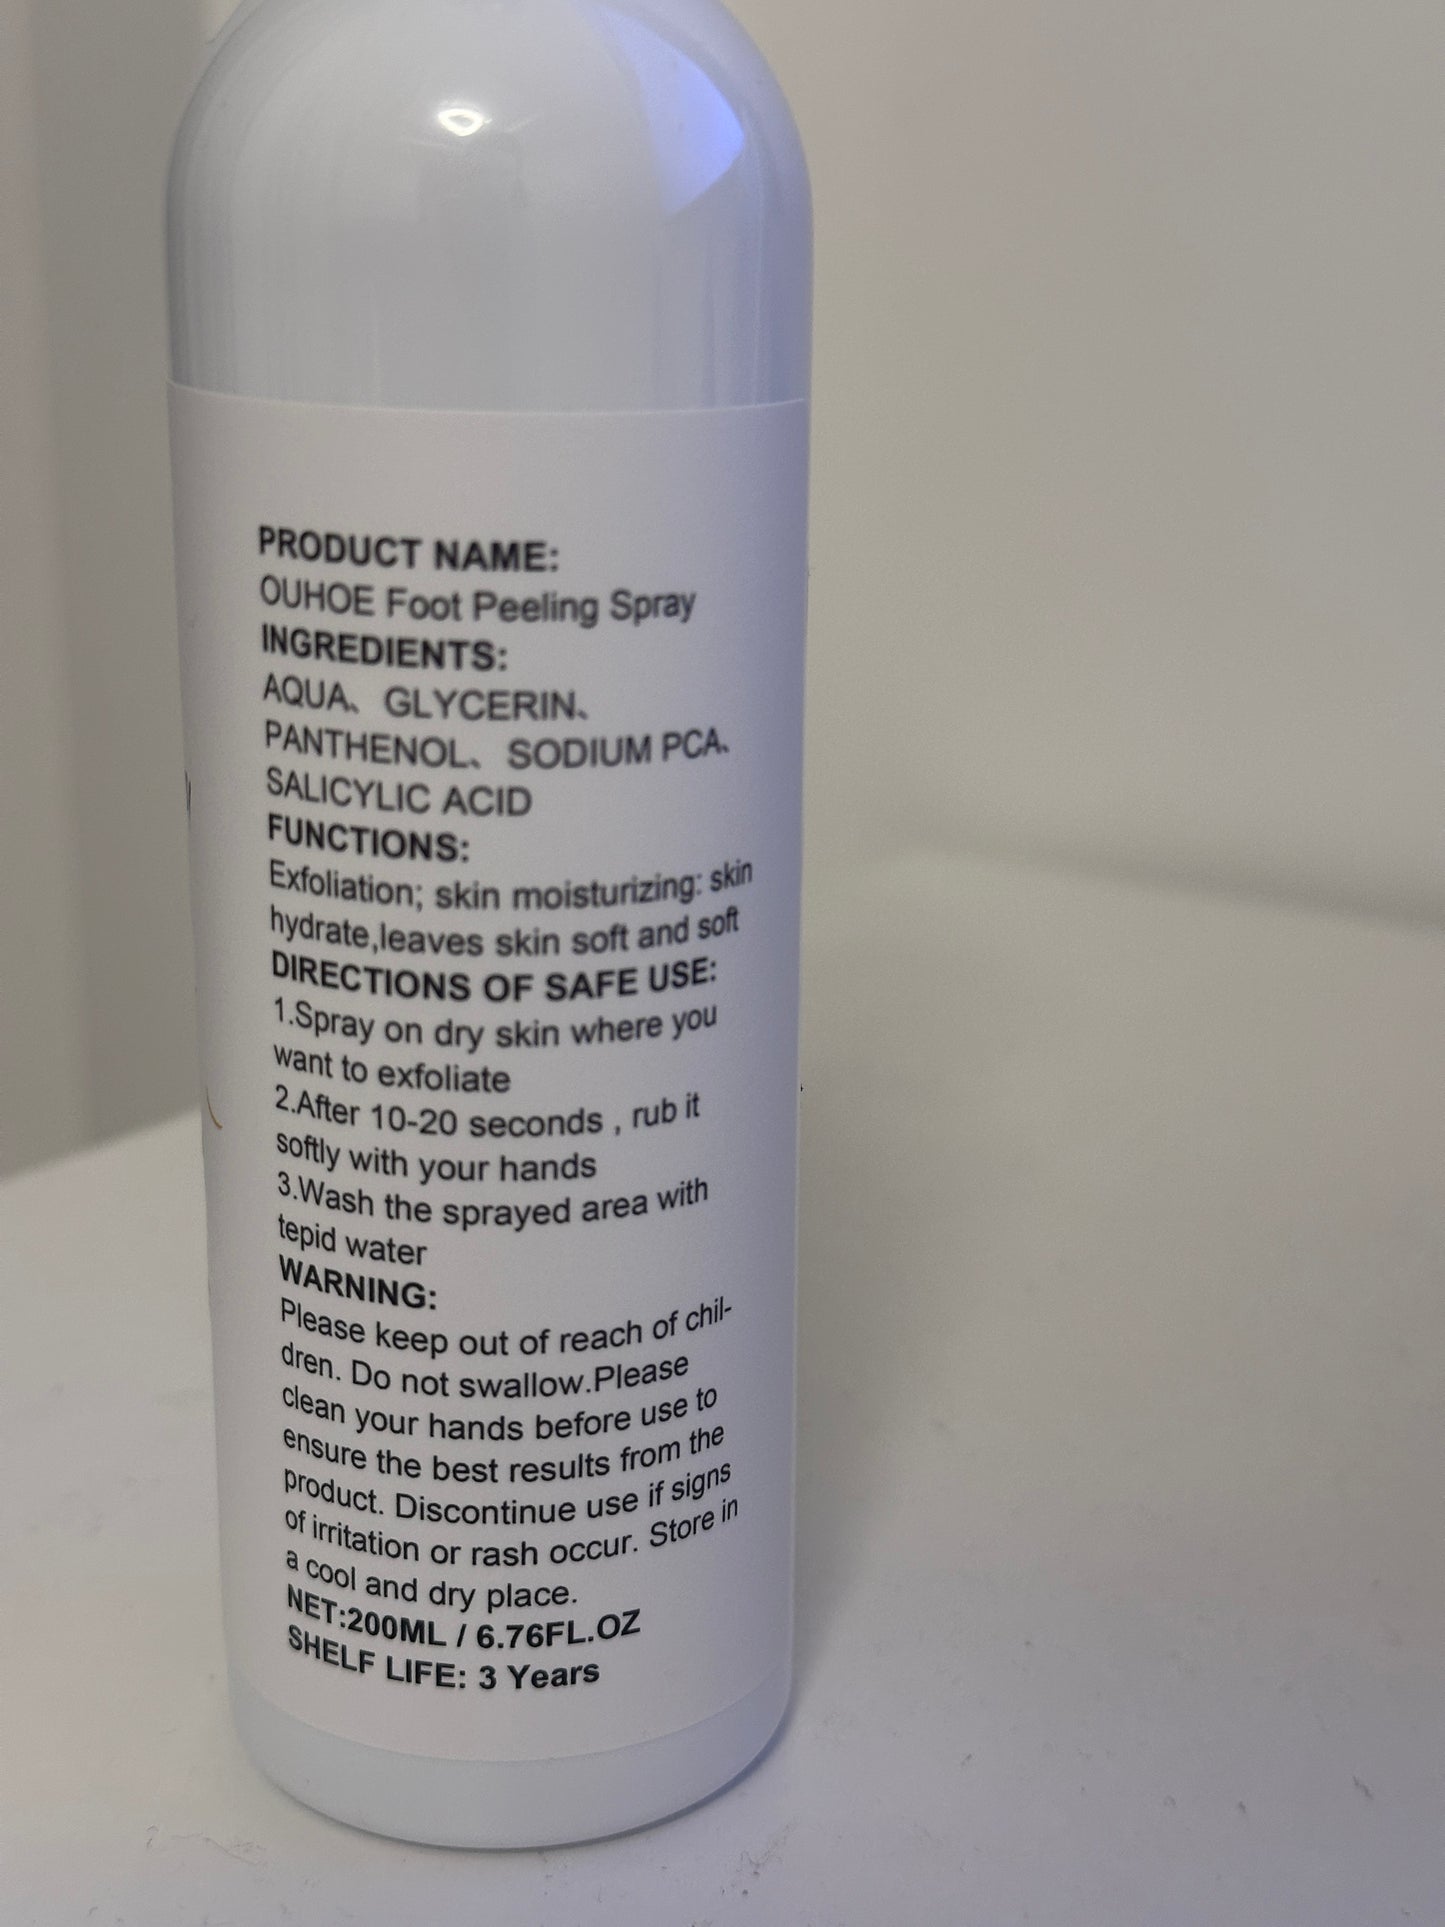 PRODUCT NAME:
OUHOE Foot Peeling Spray
INGREDIENTS:
AQUA、GLYCERIN、
PANTHENOL、SODIUM PCA、
SALICYLIC ACID
FUNCTIONS:
Exfoliation; skin moisturizing: skin
hydrate,leaves skin soft and soft
DIRECTIONS OF SAFE USE:
1.Spray on dry skin where you
want to exfoliate
2.After 10-20 seconds , rub it
softly with your hands
3.Wash the sprayed area with
tepid water
WARNING:
Please keep out of reach of chil-
dren. Do not swallow.Please
clean your hands before use to
ensure the best results from the
product. Discontinue use if signs
of irritation or rash occur. Store in
a cool and dry place.
NET:200ML / 6.76FL.OZ
SHELF LIFE: 3 Years